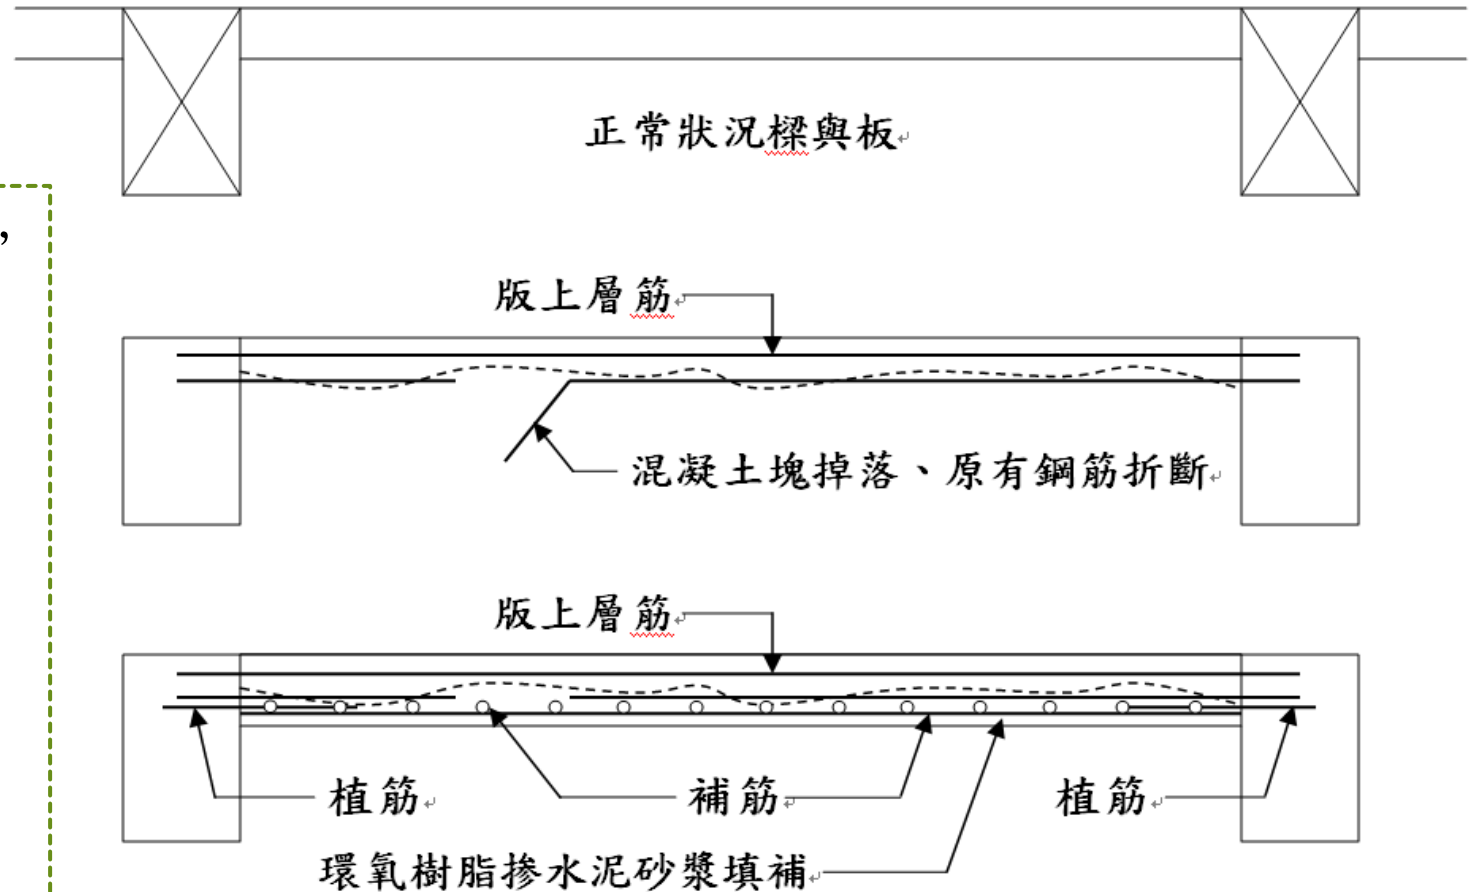 正常狀況樑與板
,
版上層筋
混凝土塊掉落、原有鋼筋折斷
版上層筋
植筋 補筋 植筋
環氧樹脂摻水泥砂漿填補